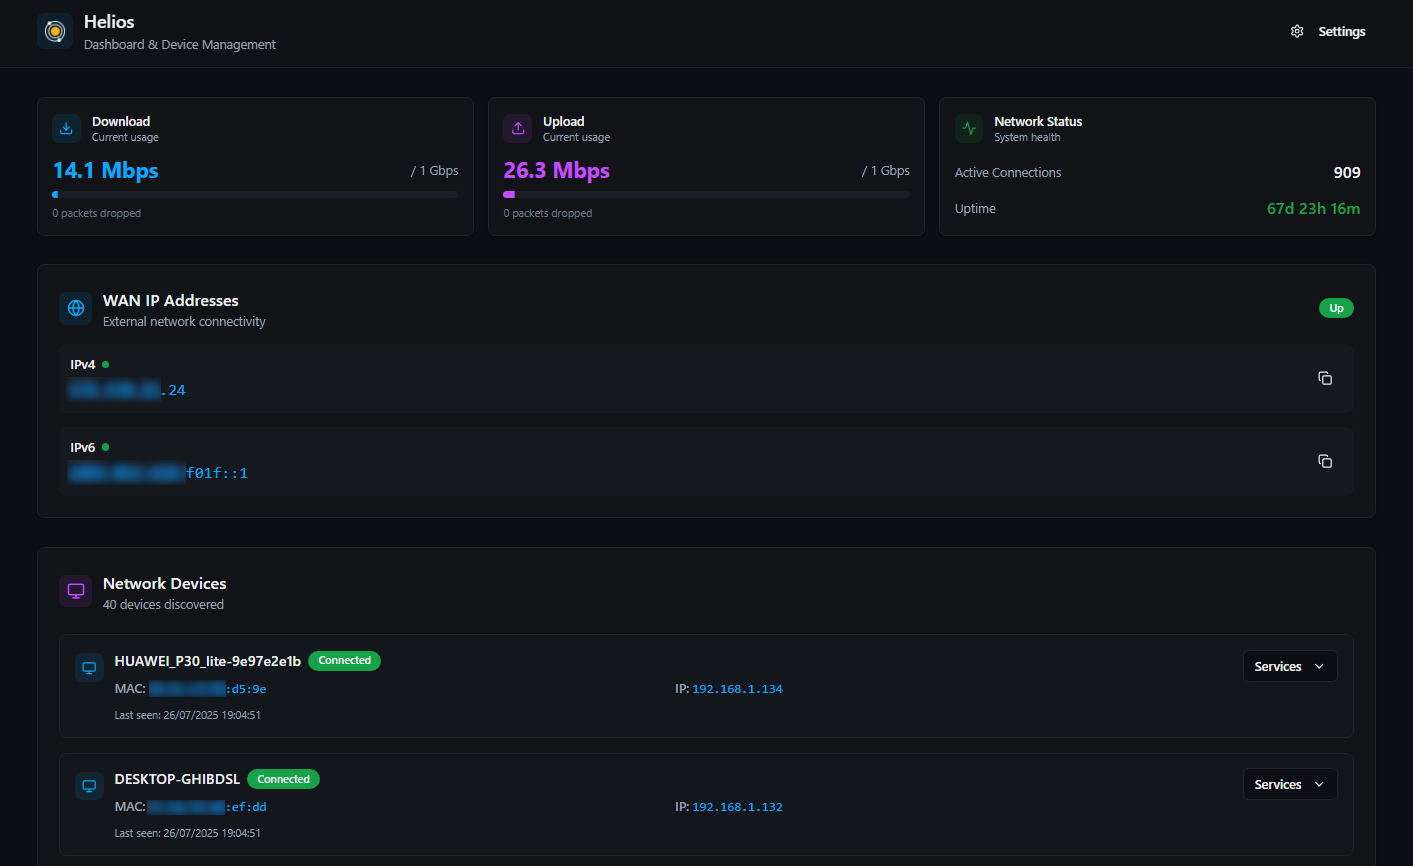 Helios
Dashboard & Device Management
Settings
Download
Current usage
14.1 Mbps / 1 Gbps
0 packets dropped
Upload
Current usage
26.3 Mbps / 1 Gbps
0 packets dropped
Network Status
System health
Active Connections 909
Uptime 67d 23h 16m
WAN IP Addresses
External network connectivity
Up
IPv4
.24
IPv6
f01f::1
Network Devices
40 devices discovered
HUAWEI_P30_lite-9e97e2e1b Connected
Services
MAC: :d5:9e IP: 192.168.1.134
Last seen: 26/07/2025 19:04:51
DESKTOP-GHIBDSL Connected
Services
MAC: :ef:dd IP: 192.168.1.132
Last seen: 26/07/2025 19:04:51